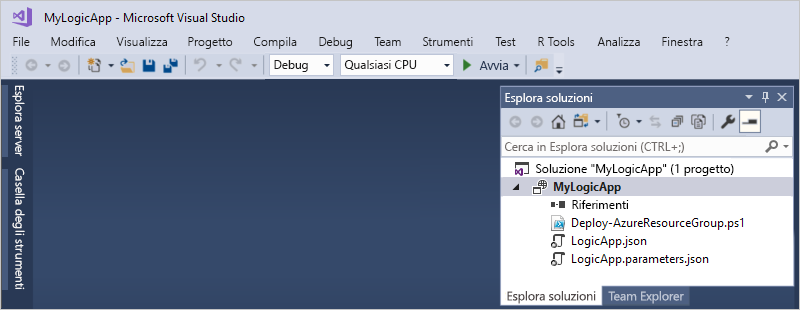 MyLogicApp - Microsoft Visual Studio
File Modifica Visualizza Progetto Compila Debug Team Strumenti Test R Tools Analizza Finestra ?
Debug Qualsiasi CPU Avvia
Esplora server
Casella degli strumenti
Esplora soluzioni
Cerca in Esplora soluzioni (CTRL+;)
Soluzione "MyLogicApp" (1 progetto)
MyLogicApp
Riferimenti
Deploy-AzureResourceGroup.ps1
LogicApp.json
LogicApp.parameters.json
Esplora soluzioni Team Explorer